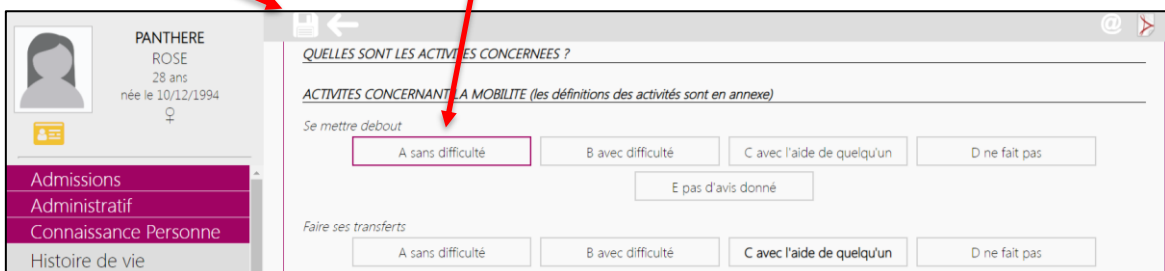 PANTHERE
ROSE
28 ans
née le 10/12/1994
Admissions
Administratif
Connaissance Personne
Histoire de vie
@
QUELLES SONT LES ACTIVITES CONCERNEES ?
ACTIVITES CONCERNANT LA MOBILITE (les définitions des activités sont en annexe)
Se mettre debout
A sans difficulté B avec difficulté C avec l'aide de quelqu'un D ne fait pas
E pas d'avis donné
Faire ses transferts
A sans difficulté B avec difficulté C avec l'aide de quelqu'un D ne fait pas